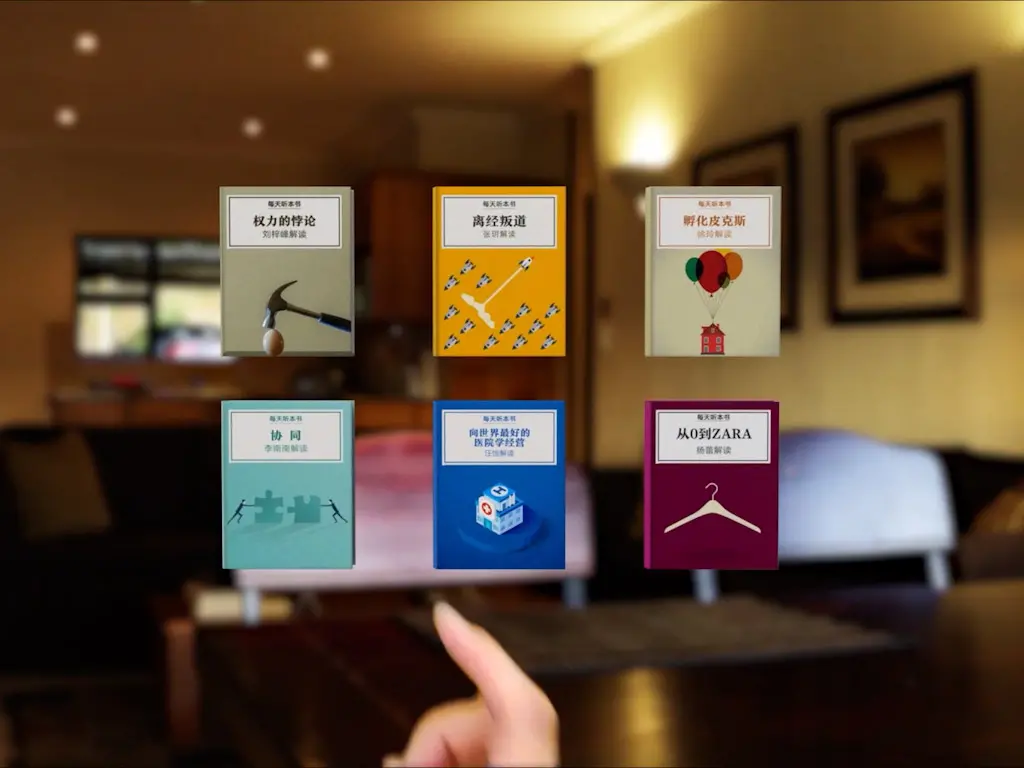 每天听本书
权力的悖论
刘梓峰解读
每天听本书
离经叛道
张玥解读
每天听本书
孵化皮克斯
徐玲解读
每天听本书
协 同
李南南解读
每天听本书
向世界最好的
医院学经营
汪恒解读
每天听本书
从0到ZARA
杨蕾解读